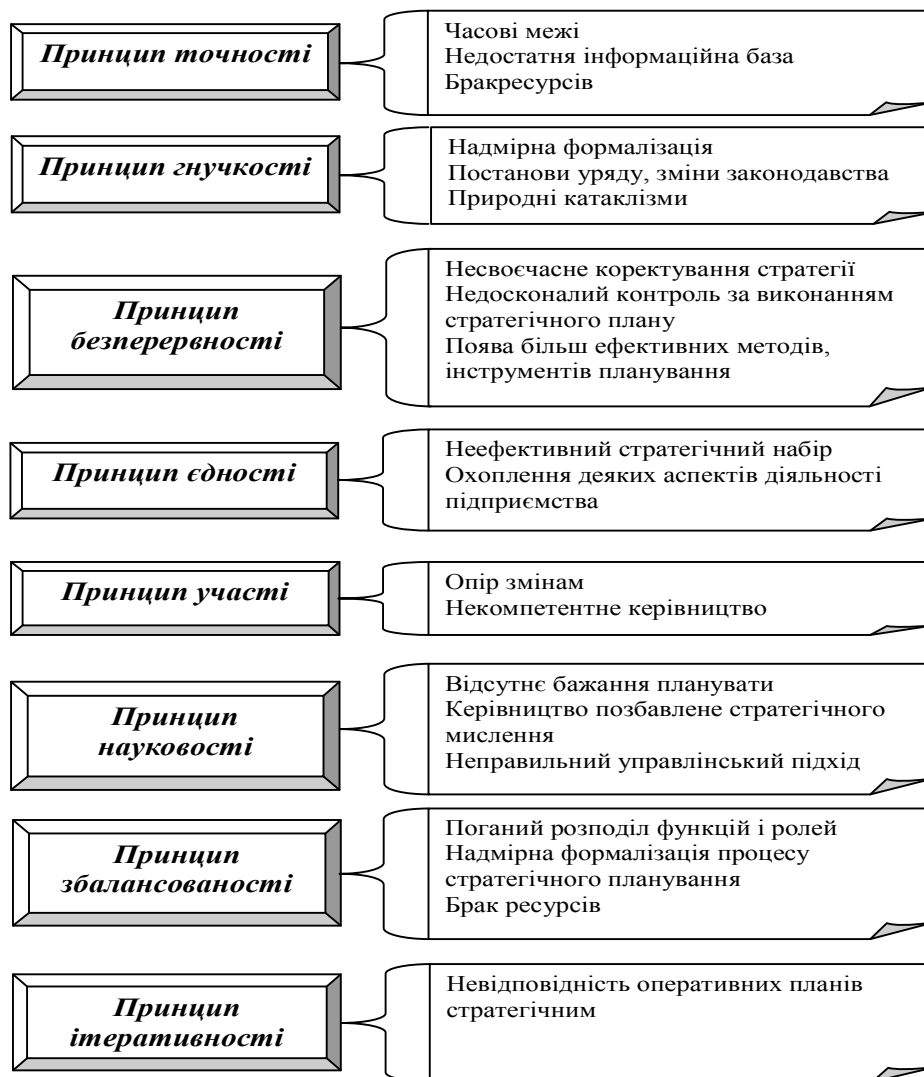 Принцип точності
Часові межі
Недостатня інформаційна база
Бракресурсів
Принцип гнучкості
Надмірна формалізація
Постанови уряду, зміни законодавства
Природні катаклізми
Принцип
безперервності
Несвоєчасне коректування стратегії
Недосконалий контроль за виконанням
стратегічного плану
Поява більш ефективних методів,
інструментів планування
Принцип єдності
Неефективний стратегічний набір
Охоплення деяких аспектів діяльності
підприємства
Принцип участі
Опір змінам
Некомпетентне керівництво
Принцип
науковості
Відсутнє бажання планувати
Керівництво позбавлене стратегічного
мислення
Неправильний управлінський підхід
Принцип
збалансованості
Поганий розподіл функцій і ролей
Надмірна формалізація процесу
стратегічного планування
Брак ресурсів
Принцип
ітеративності
Невідповідність оперативних планів
стратегічним